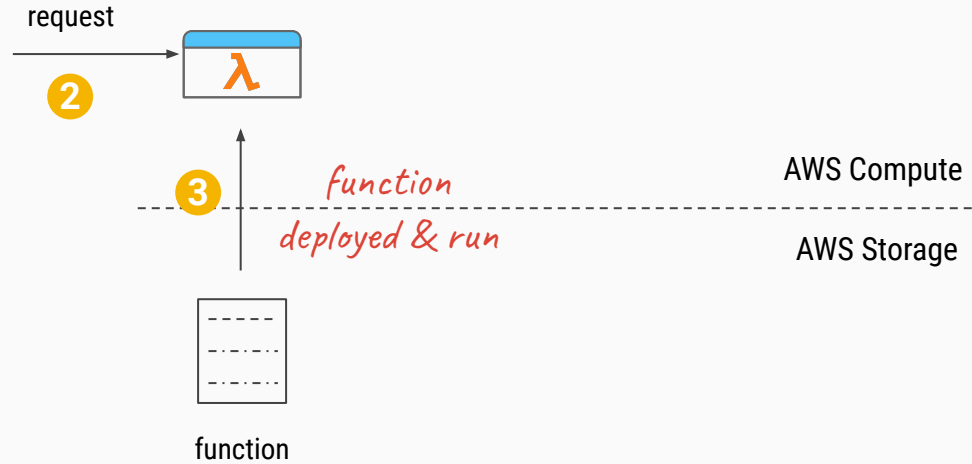 request
λ
2
AWS Compute
3
function
deployed & run
AWS Storage
function